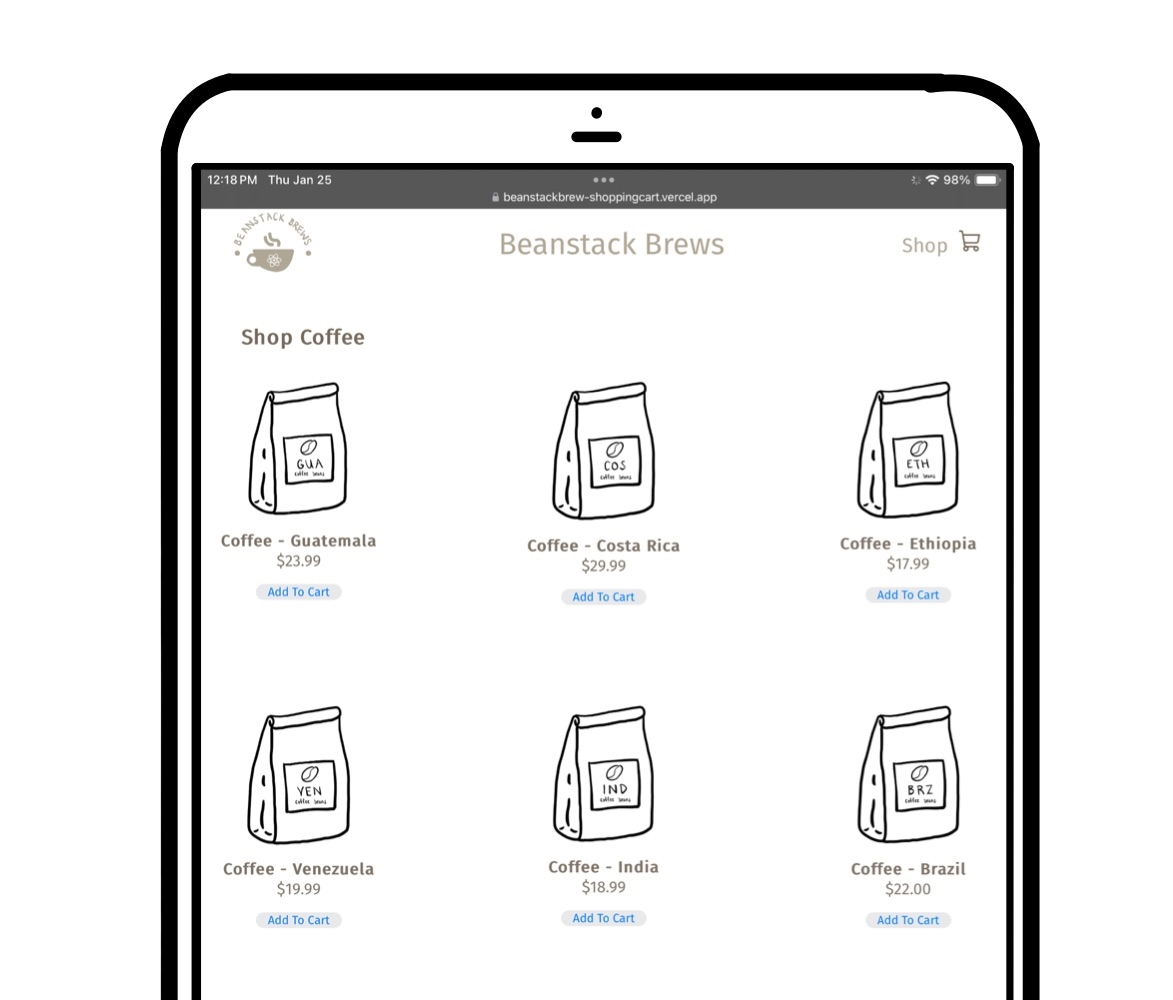 12:18 PM Thu Jan 25
98%
beanstackbrew-shoppingcart.vercel.app
BEANSTACK BREWS
Beanstack Brews
Shop
Shop Coffee
GUA
coffee beans
COS
coffee beans
ETH
coffee beans
Coffee - Guatemala
$23.99
Add To Cart
Coffee - Costa Rica
$29.99
Add To Cart
Coffee - Ethiopia
$17.99
Add To Cart
VEN
coffee beans
IND
coffee beans
BRZ
coffee beans
Coffee - Venezuela
$19.99
Add To Cart
Coffee - India
$18.99
Add To Cart
Coffee - Brazil
$22.00
Add To Cart